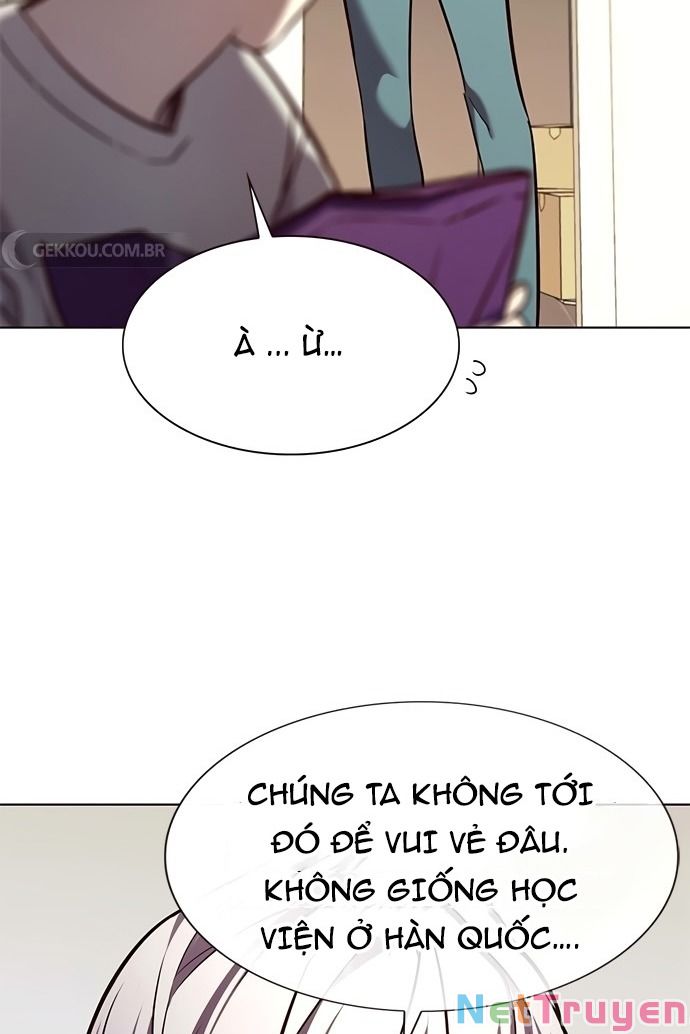 GEKKOU.COM.BR
À ... Ừ...
CHÚNG TA KHÔNG TỚI
ĐÓ ĐỂ VUI VẺ ĐÂU.
KHÔNG GIỐNG HỌC
VIỆN Ở HÀN QUỐC....
NetTruyen